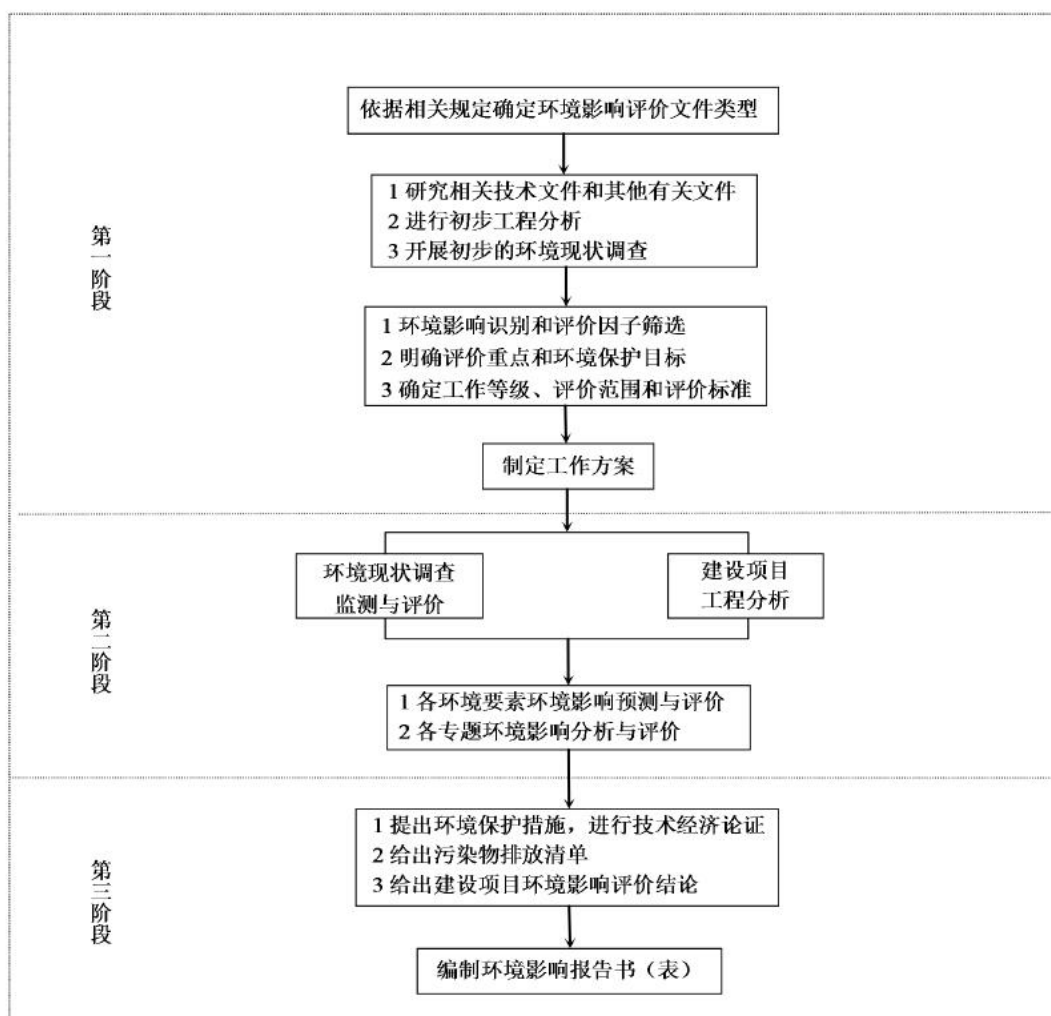 依据相关规定确定环境影响评价文件类型
1 研究相关技术文件和其他有关文件
2 进行初步工程分析
3 开展初步的环境现状调查
第一阶段
1 环境影响识别和评价因子筛选
2 明确评价重点和环境保护目标
3 确定工作等级、评价范围和评价标准
制定工作方案
环境现状调查
监测与评价
建设项目
工程分析
第二阶段
1 各环境要素环境影响预测与评价
2 各专题环境影响分析与评价
1 提出环境保护措施，进行技术经济论证
2 给出污染物排放清单
3 给出建设项目环境影响评价结论
第三阶段
编制环境影响报告书（表）